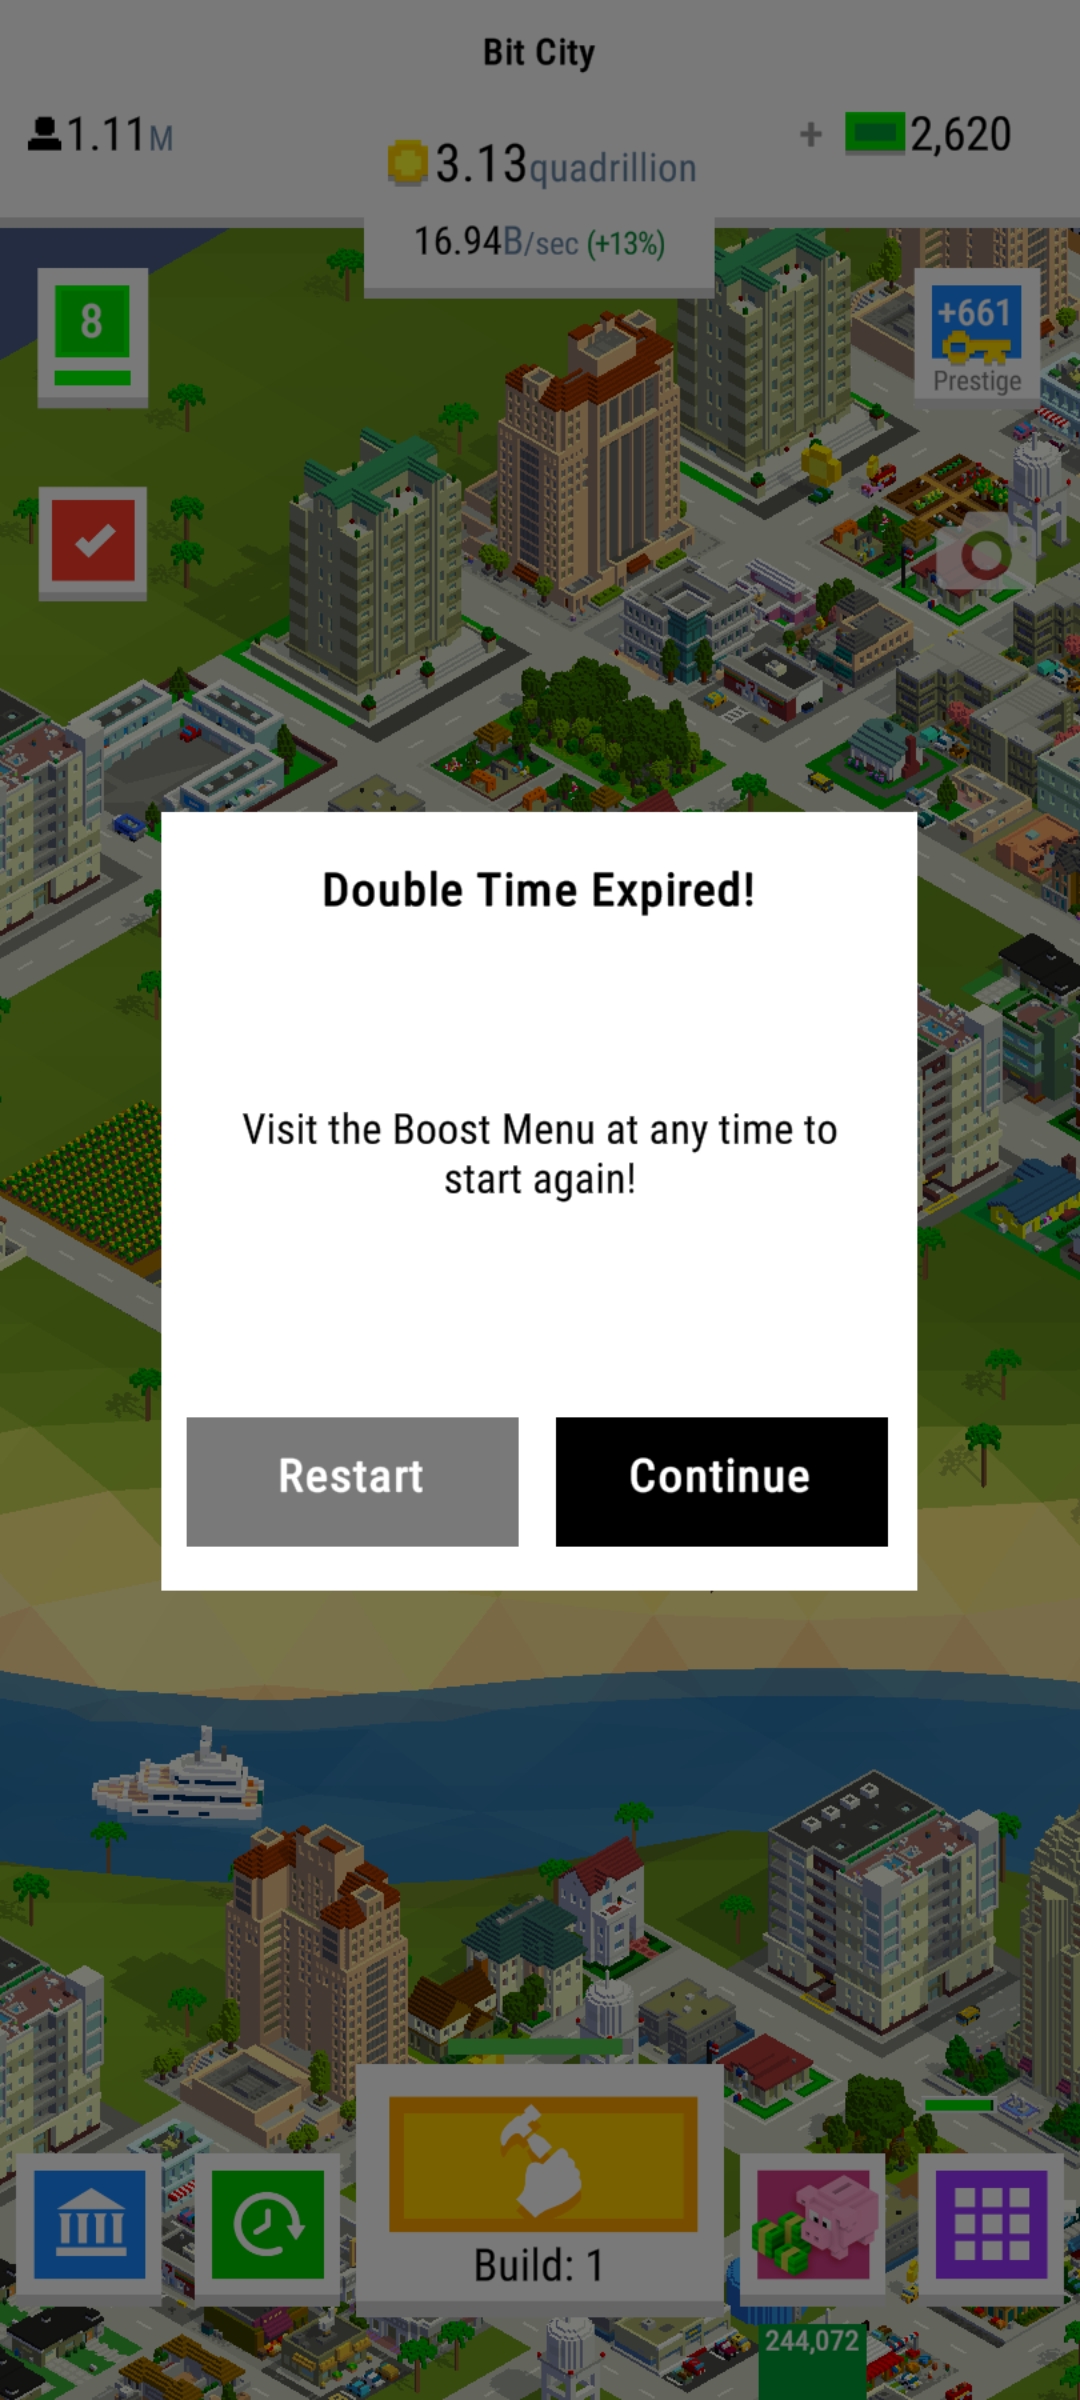 Bit City
1.11M
3.13quadrillion
+ 2,620
16.94B/sec (+13%)
8
+661
Prestige
Double Time Expired!
Visit the Boost Menu at any time to
start again!
Restart
Continue
Build: 1
244,072